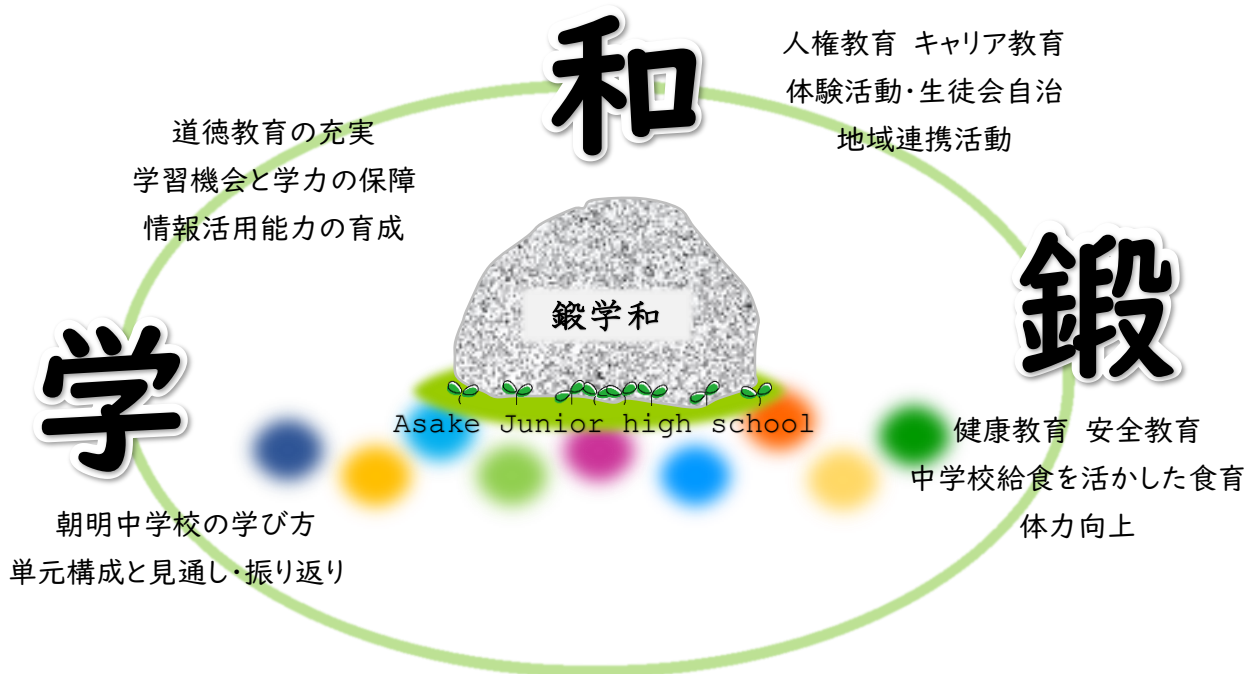 和
人権教育 キャリア教育
体験活動・生徒会自治
地域連携活動
道徳教育の充実
学習機会と学力の保障
情報活用能力の育成
鍛
鍛学和
学
Asake Junior high school
健康教育 安全教育
中学校給食を活かした食育
体力向上
朝明中学校の学び方
単元構成と見通し・振り返り